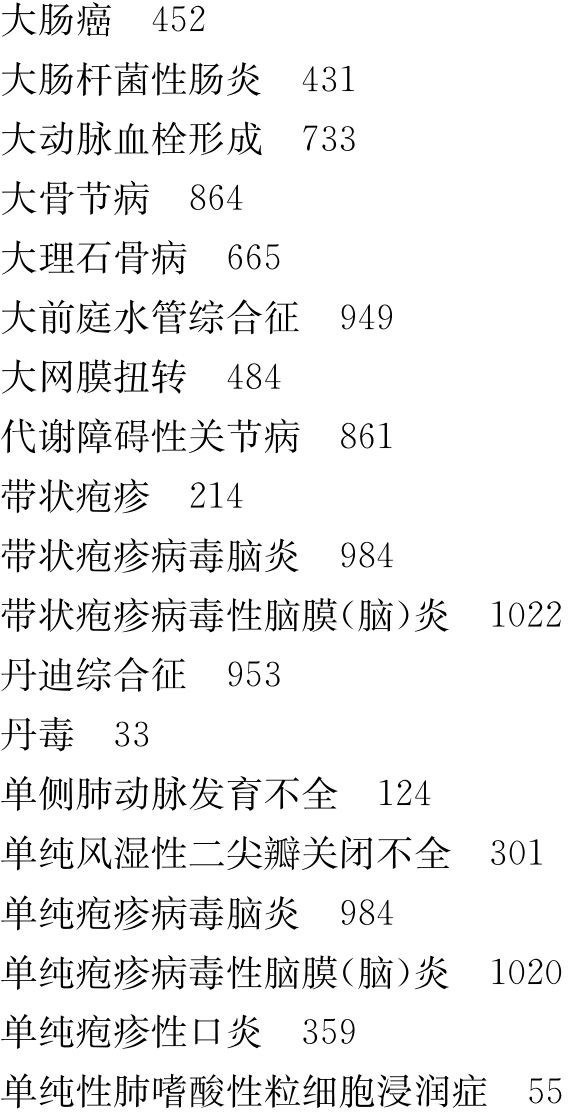 大肠癌　452
大肠杆菌性肠炎　431
大动脉血栓形成　733
大骨节病　864
大理石骨病　665
大前庭水管综合征　949
大网膜扭转　484
代谢障碍性关节病　861
带状疱疹　214
带状疱疹病毒脑炎　984
带状疱疹病毒性脑膜(脑)炎　1022
丹迪综合征　953
丹毒　33
单侧肺动脉发育不全　124
单纯风湿性二尖瓣关闭不全　301
单纯疱疹病毒脑炎　984
单纯疱疹病毒性脑膜(脑)炎　1020
单纯疱疹性口炎　359
单纯性肺嗜酸性粒细胞浸润症　55